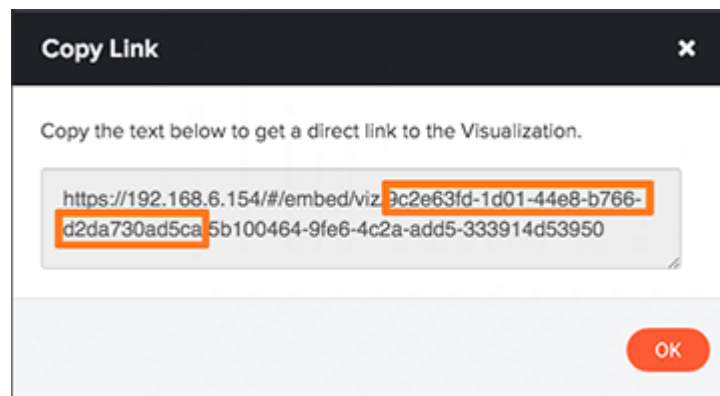 Copy Link
Copy the text below to get a direct link to the Visualization.
https://192.168.6.154/#/embed/viz/9c2e63fd-1d01-44e8-b766-
d2da730ad5ca/5b100464-9fe6-4c2a-add5-333914d53950
OK